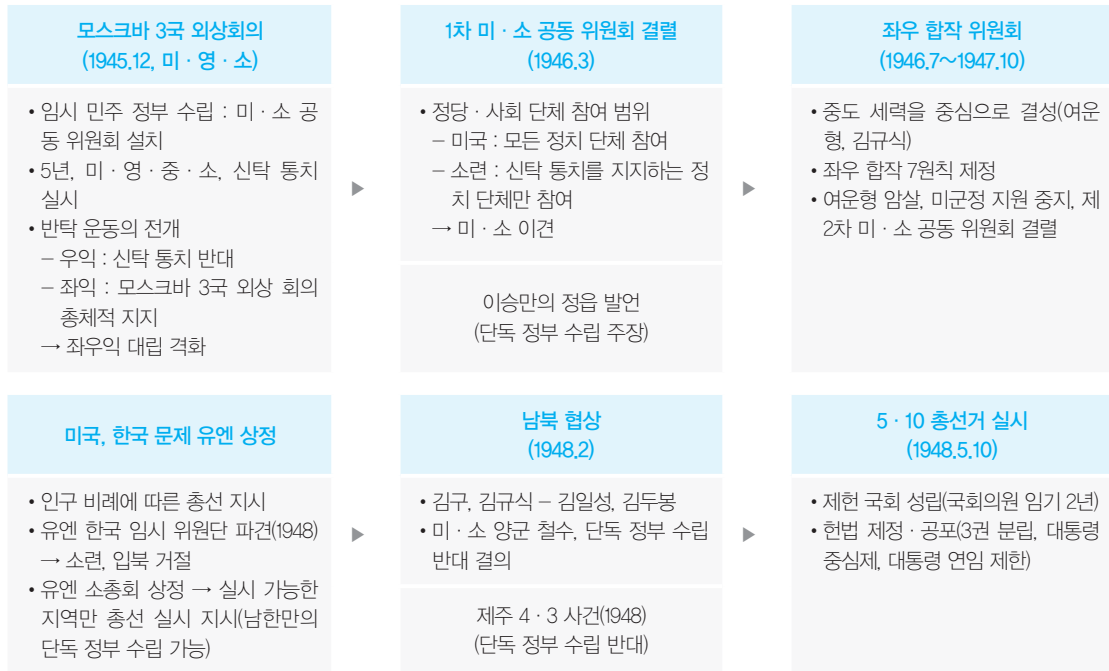 모스크바 3국 외상회의
(1945.12, 미·영·소)
• 임시 민주 정부 수립 : 미·소 공
동 위원회 설치
• 5년, 미·영·중·소, 신탁 통치
실시
• 반탁 운동의 전개
– 우익 : 신탁 통치 반대
– 좌익 : 모스크바 3국 외상 회의
총체적 지지
→ 좌우익 대립 격화
▶
1차 미·소 공동 위원회 결렬
(1946.3)
• 정당·사회 단체 참여 범위
– 미국 : 모든 정치 단체 참여
– 소련 : 신탁 통치를 지지하는 정
치 단체만 참여
→ 미·소 이견
이승만의 정읍 발언
(단독 정부 수립 주장)
▶
좌우 합작 위원회
(1946.7~1947.10)
• 중도 세력을 중심으로 결성(여운
형, 김규식)
• 좌우 합작 7원칙 제정
• 여운형 암살, 미군정 지원 중지, 제
2차 미·소 공동 위원회 결렬
미국, 한국 문제 유엔 상정
• 인구 비례에 따른 총선 지시
• 유엔 한국 임시 위원단 파견(1948)
→ 소련, 입북 거절
• 유엔 소총회 상정 → 실시 가능한
지역만 총선 실시 지시(남한만의
단독 정부 수립 가능)
▶
남북 협상
(1948.2)
• 김구, 김규식 – 김일성, 김두봉
• 미·소 양군 철수, 단독 정부 수립
반대 결의
제주 4·3 사건(1948)
(단독 정부 수립 반대)
▶
5·10 총선거 실시
(1948.5.10)
• 제헌 국회 성립(국회의원 임기 2년)
• 헌법 제정·공포(3권 분립, 대통령
중심제, 대통령 연임 제한)